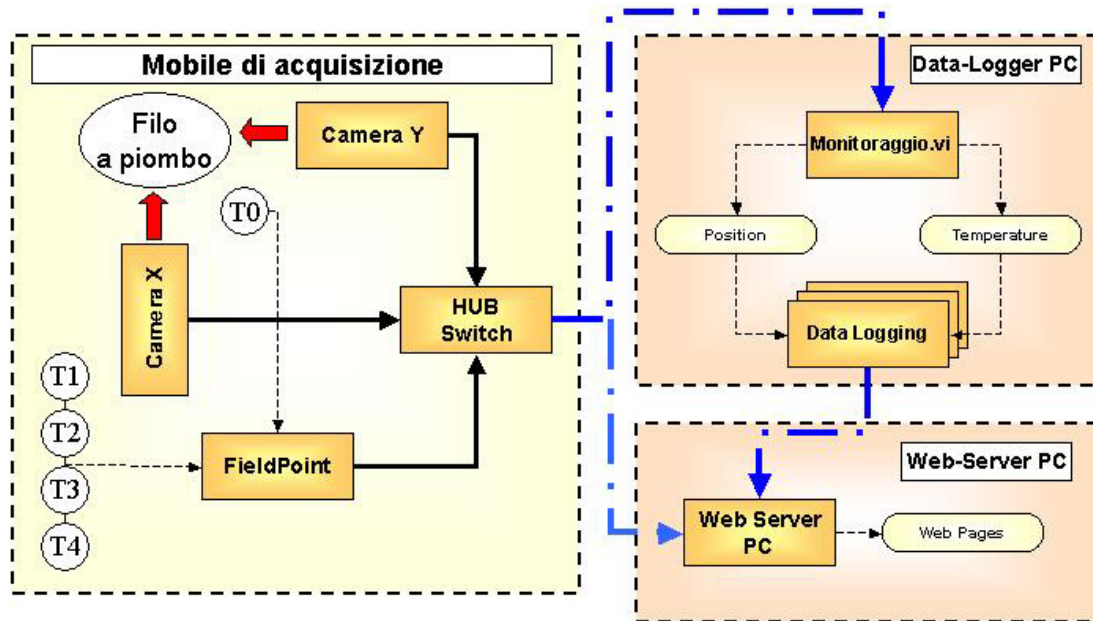 Mobile di acquisizione
Filo
a piombo
Camera Y
T0
Camera X
HUB
Switch
T1
T2
T3
T4
FieldPoint
Data-Logger PC
Monitoraggio.vi
Position
Temperature
Data Logging
Web-Server PC
Web Server
PC
Web Pages